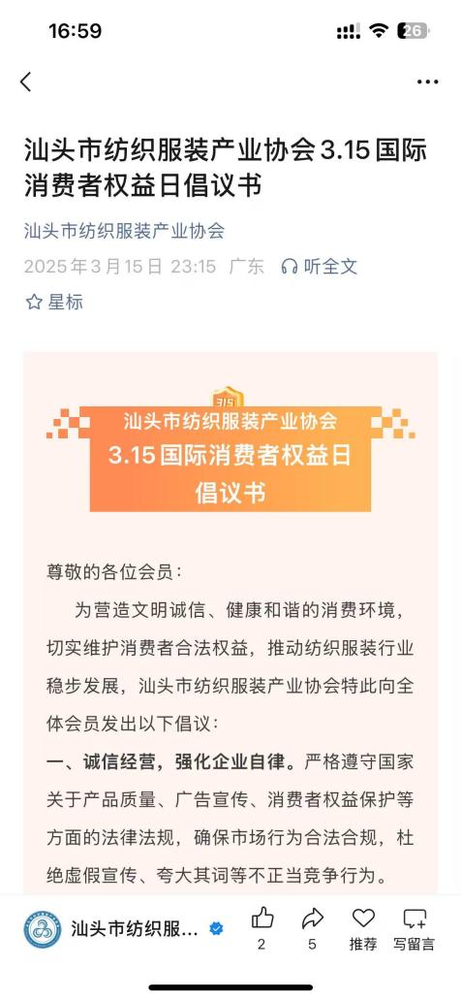 16:59
26
汕头市纺织服装产业协会3.15国际
消费者权益日倡议书
汕头市纺织服装产业协会
2025年3月15日 23:15 广东 听全文
星标
315
汕头市纺织服装产业协会
3.15国际消费者权益日
倡议书
尊敬的各位会员：
为营造文明诚信、健康和谐的消费环境，
切实维护消费者合法权益，推动纺织服装行业
稳步发展，汕头市纺织服装产业协会特此向全
体会员发出以下倡议：
一、诚信经营，强化企业自律。严格遵守国家
关于产品质量、广告宣传、消费者权益保护等
方面的法律法规，确保市场行为合法合规，杜
绝虚假宣传、夸大其词等不正当竞争行为。
汕头市纺织服...
2 5 推荐 写留言